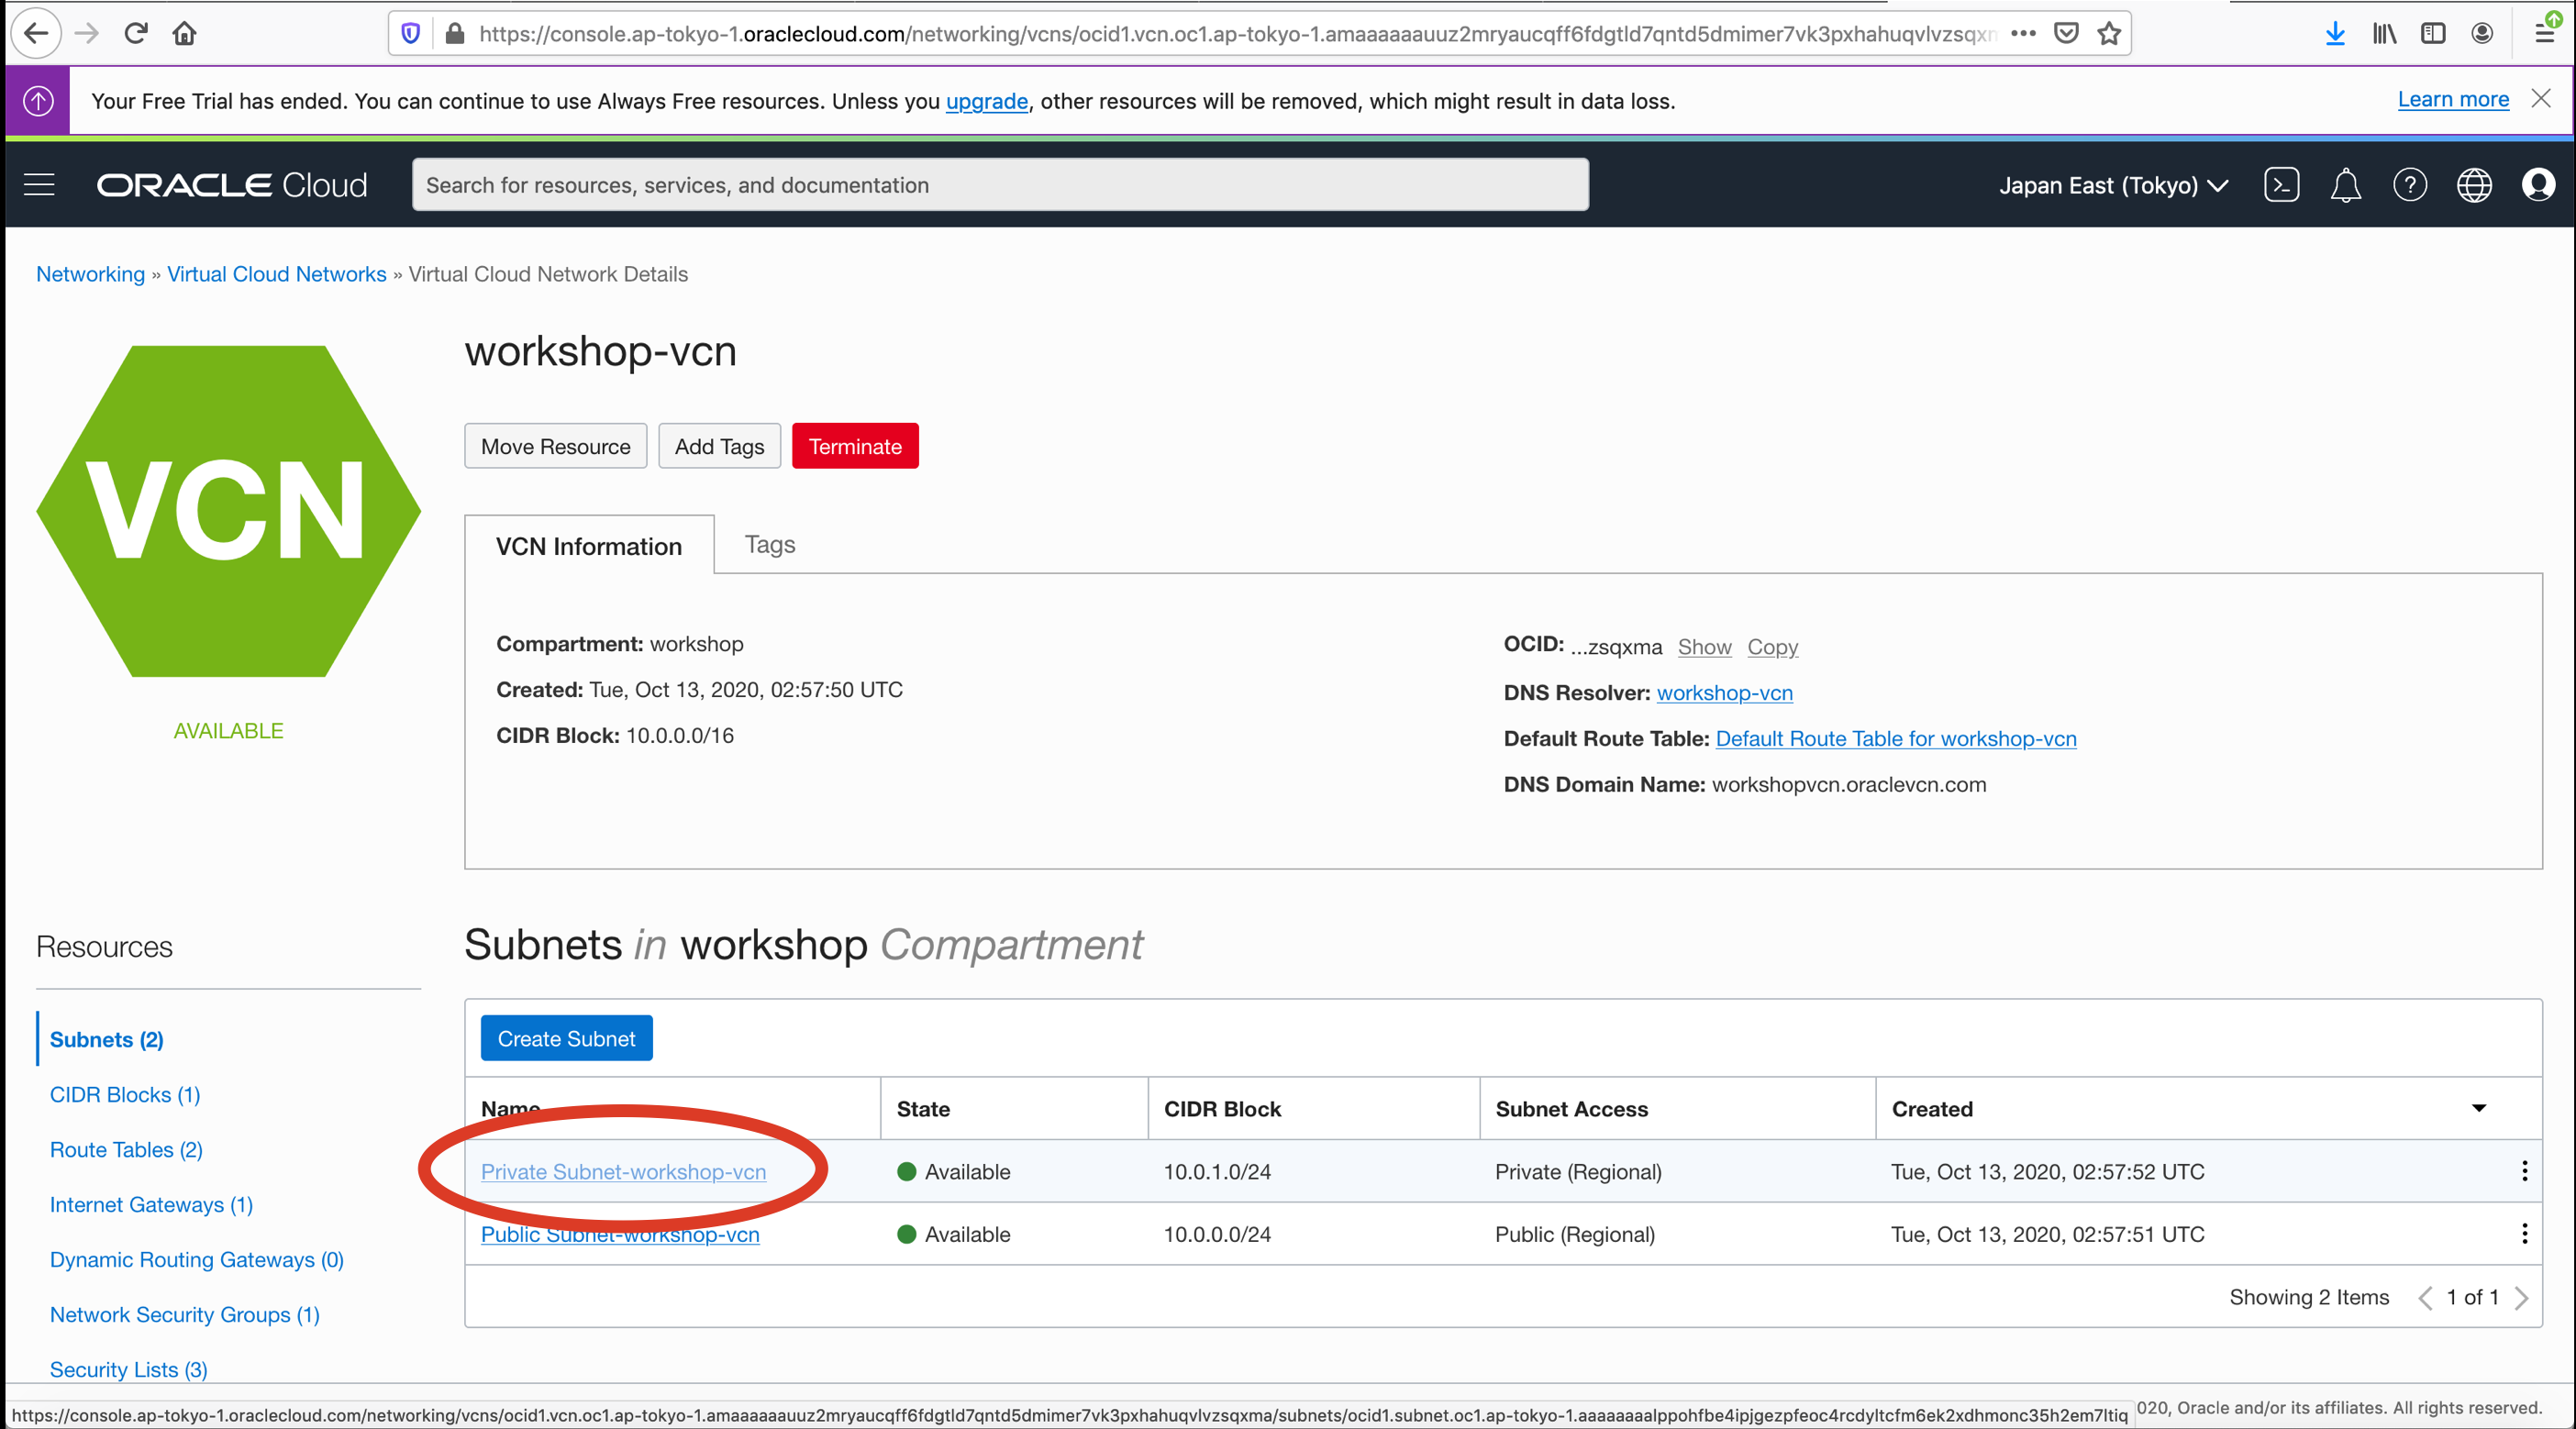 https://console.ap-tokyo-1.oraclecloud.com/networking/vcns/ocid1.vcn.oc1.ap-tokyo-1.amaaaaaauuz2mryaucqff6fdgtld7qntd5dmimer7vk3pxhahuqvlvzsqxm
Your Free Trial has ended. You can continue to use Always Free resources. Unless you upgrade, other resources will be removed, which might result in data loss.
Learn more
ORACLE Cloud
Search for resources, services, and documentation
Japan East (Tokyo)
Networking » Virtual Cloud Networks » Virtual Cloud Network Details
VCN
AVAILABLE
workshop-vcn
Move Resource
Add Tags
Terminate
VCN Information
Tags
Compartment: workshop
Created: Tue, Oct 13, 2020, 02:57:50 UTC
CIDR Block: 10.0.0.0/16
OCID: ...zsqxma Show Copy
DNS Resolver: workshop-vcn
Default Route Table: Default Route Table for workshop-vcn
DNS Domain Name: workshopvcn.oraclevcn.com
Resources
Subnets (2)
CIDR Blocks (1)
Route Tables (2)
Internet Gateways (1)
Dynamic Routing Gateways (0)
Network Security Groups (1)
Security Lists (3)
Subnets in workshop Compartment
Create Subnet
Name State CIDR Block Subnet Access Created
Private Subnet-workshop-vcn Available 10.0.1.0/24 Private (Regional) Tue, Oct 13, 2020, 02:57:52 UTC
Public Subnet-workshop-vcn Available 10.0.0.0/24 Public (Regional) Tue, Oct 13, 2020, 02:57:51 UTC
Showing 2 Items 1 of 1
https://console.ap-tokyo-1.oraclecloud.com/networking/vcns/ocid1.vcn.oc1.ap-tokyo-1.amaaaaaauuz2mryaucqff6fdgtld7qntd5dmimer7vk3pxhahuqvlvzsqxma/subnets/ocid1.subnet.oc1.ap-tokyo-1.aaaaaaaalppohfbe4ipjgezpfeoc4rcdyltcfm6ek2xdhmonc35h2em7ltiq
020, Oracle and/or its affiliates. All rights reserved.